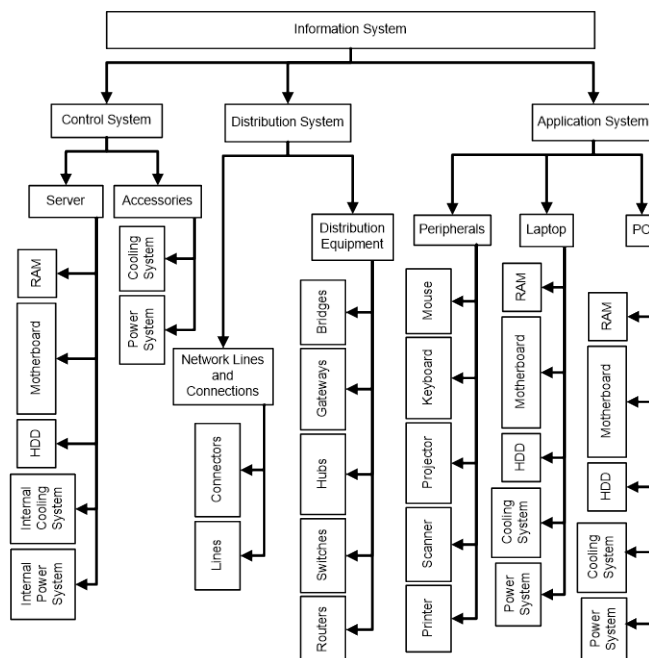 Information System
Control System
Distribution System
Application System
Server
Accessories
Distribution
Equipment
Peripherals
Laptop
PC
RAM
Motherboard
HDD
Internal
Cooling
System
Internal
Power
System
Cooling
System
Power
System
Network Lines
and
Connections
Connectors
Lines
Bridges
Gateways
Hubs
Switches
Routers
Mouse
Keyboard
Projector
Scanner
Printer
RAM
Motherboard
HDD
Cooling
System
Power
System
RAM
Motherboard
HDD
Cooling
System
Power
System